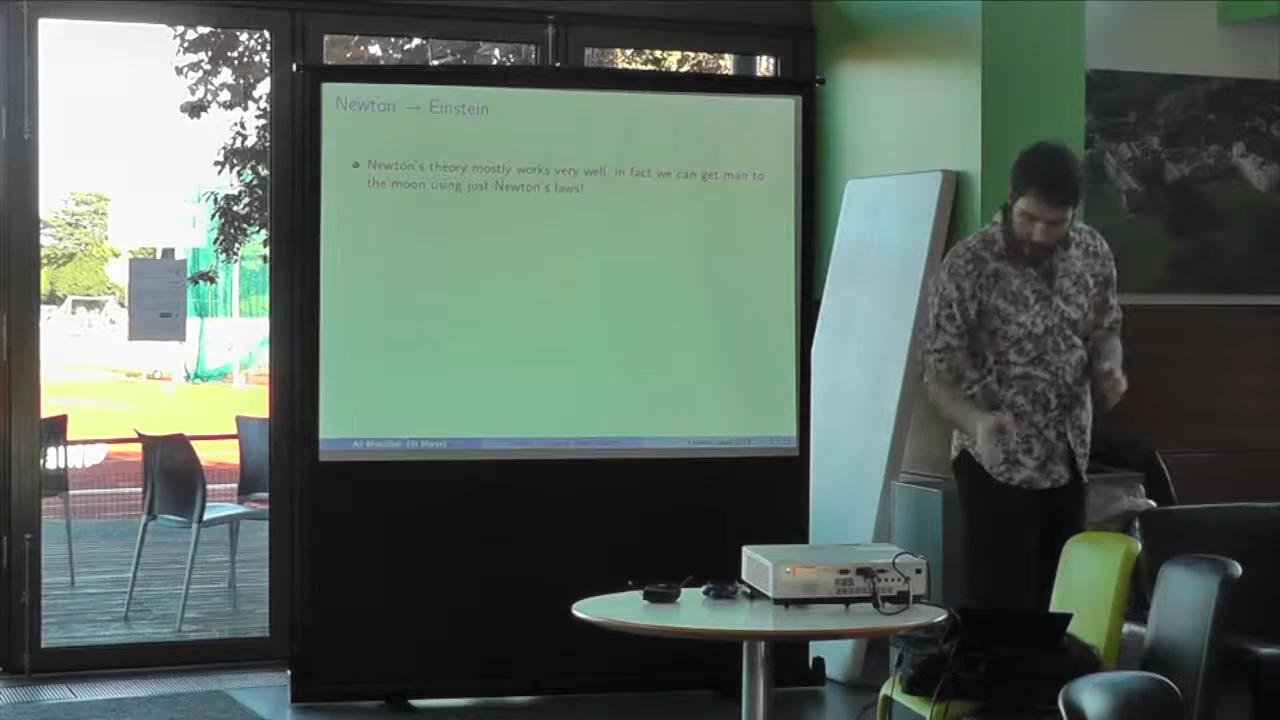 Newton → Einstein
Newton's theory mostly works very well, in fact we can get man to
the moon using just Newton's laws!